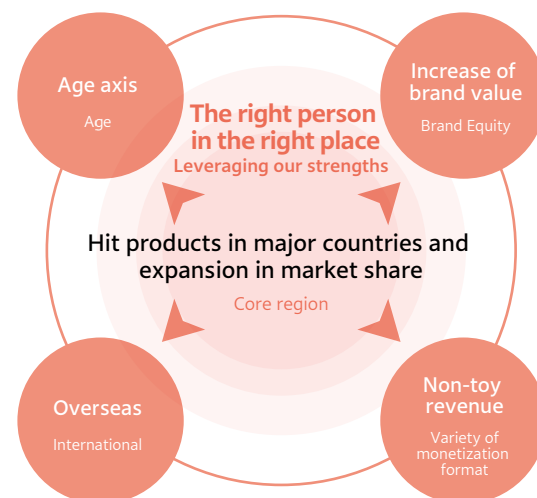 Age axis
Age
Increase of
brand value
Brand Equity
The right person
in the right place
Leveraging our strengths
Hit products in major countries and
expansion in market share
Core region
Overseas
International
Non-toy
revenue
Variety of
monetization
format